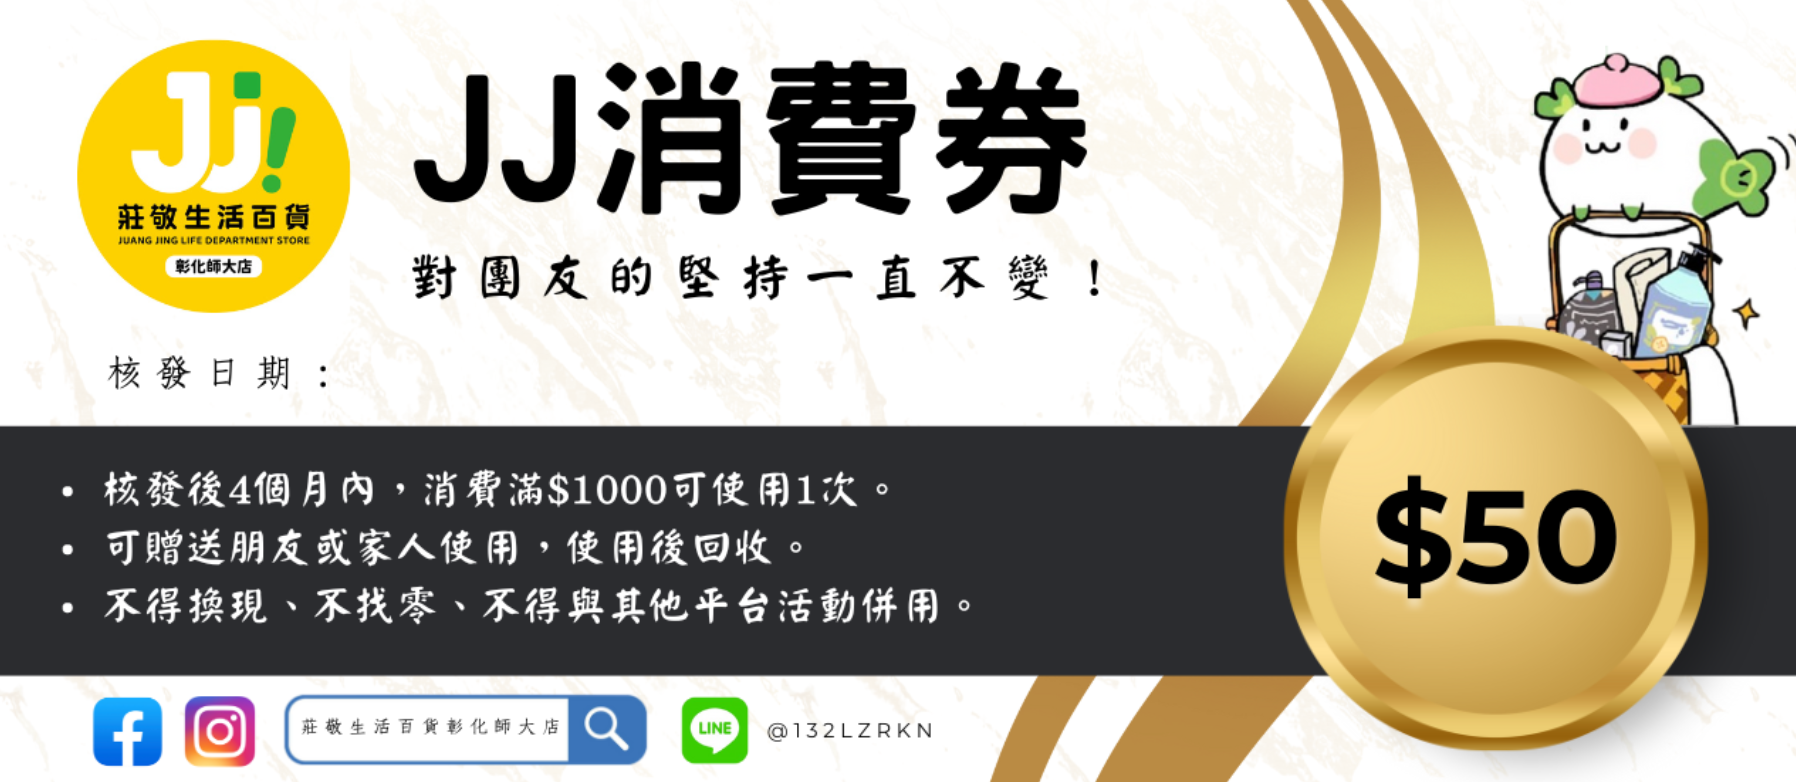 JJ!
莊敬生活百貨
JUANG JING LIFE DEPARTMENT STORE
彰化師大店
JJ消費券
對團友的堅持一直不變！
核發日期：
• 核發後4個月內，消費滿$1000可使用1次。
• 可贈送朋友或家人使用，使用後回收。
• 不得換現、不找零、不得與其他平台活動併用。
$50
莊敬生活百貨彰化師大店
LINE
@132LZRKN